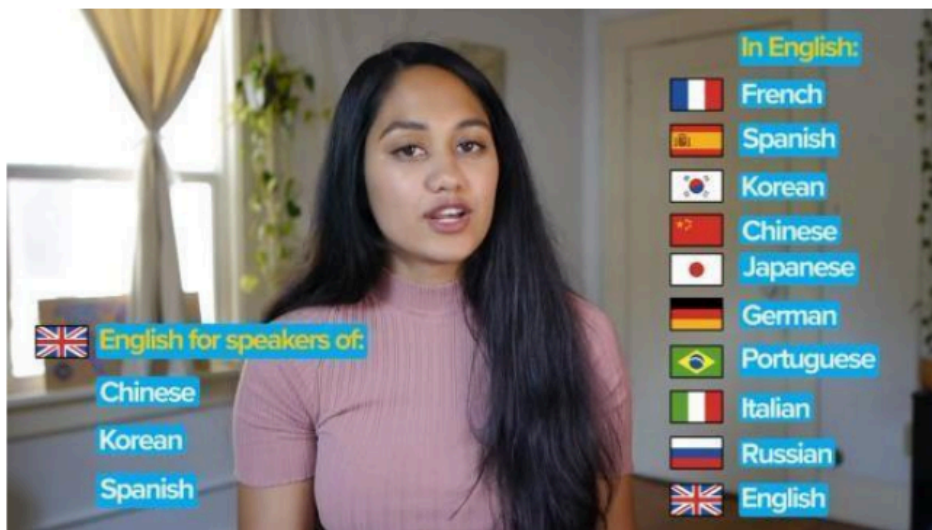 English for speakers of:
Chinese
Korean
Spanish
In English:
French
Spanish
Korean
Chinese
Japanese
German
Portuguese
Italian
Russian
English